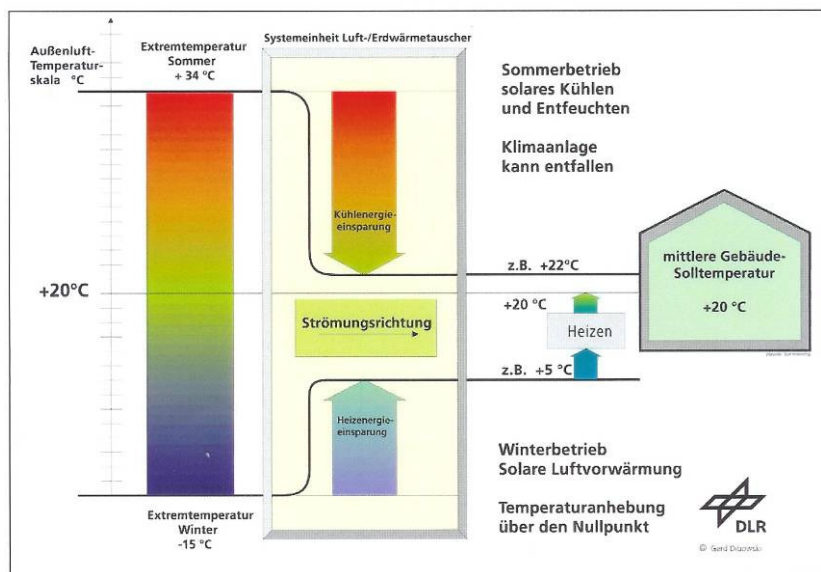 Systemeinheit Luft-/Erdwärmetauscher
Außenluft-
Temperatur-
skala °C
Extremtemperatur
Sommer
+ 34 °C
Sommerbetrieb
solares Kühlen
und Entfeuchten
Klimaanlage
kann entfallen
Kühlenergie-
einsparung
z.B. +22°C
mittlere Gebäude-
Solltemperatur
+20 °C
+20°C
+20 °C
Strömungsrichtung
Heizen
z.B. +5 °C
Heizenergie-
einsparung
Winterbetrieb
Solare Luftvorwärmung
Temperaturanhebung
über den Nullpunkt
Extremtemperatur
Winter
-15 °C
DLR